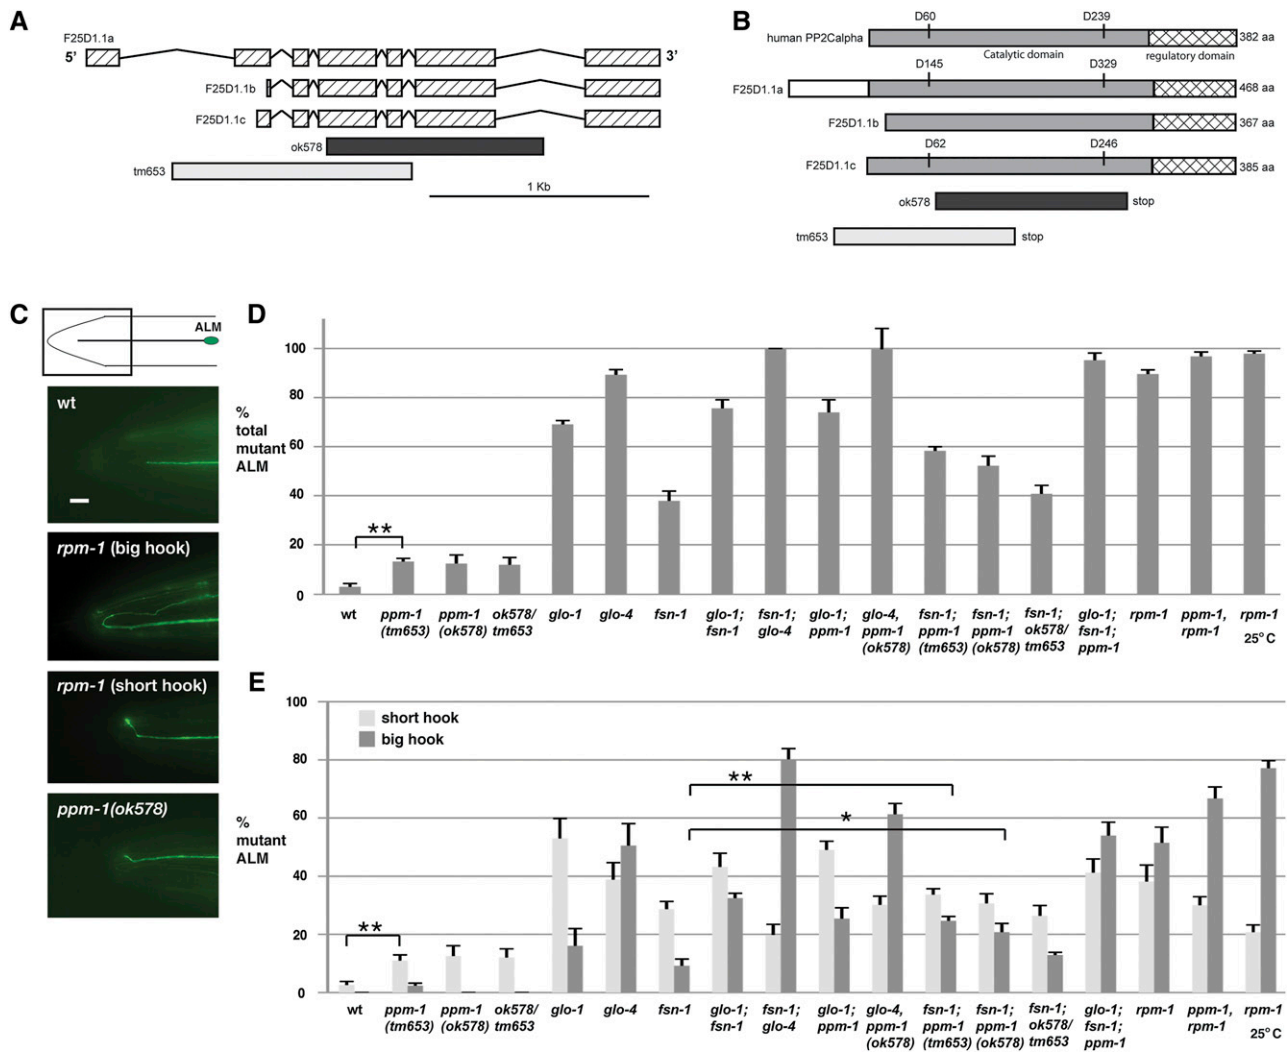 A
F25D1.1a
5'
3'
F25D1.1b
F25D1.1c
ok578
tm653
1 Kb
B
D60
D239
human PP2Calpha
382 aa
Catalytic domain
regulatory domain
D145
D329
F25D1.1a
468 aa
F25D1.1b
367 aa
D62
D246
F25D1.1c
385 aa
ok578
stop
tm653
stop
C
ALM
wt
rpm-1 (big hook)
rpm-1 (short hook)
ppm-1(ok578)
D
%
total
mutant
ALM
100
80
60
40
20
0
**
wt
ppm-1
(tm653)
ppm-1
(ok578)
ok578/
tm653
glo-1
glo-4
fsn-1
glo-1;
fsn-1
fsn-1;
glo-4
glo-1;
ppm-1
glo-4,
ppm-1
(ok578)
fsn-1;
ppm-1
(tm653)
fsn-1;
ppm-1
(ok578)
fsn-1;
ok578/
tm653
glo-1;
fsn-1;
ppm-1
rpm-1
ppm-1,
rpm-1
rpm-1
25°C
E
%
mutant
ALM
100
80
60
40
20
0
short hook
big hook
**
**
*
wt
ppm-1
(tm653)
ppm-1
(ok578)
ok578/
tm653
glo-1
glo-4
fsn-1
glo-1;
fsn-1
fsn-1;
glo-4
glo-1;
ppm-1
glo-4,
ppm-1
(ok578)
fsn-1;
ppm-1
(tm653)
fsn-1;
ppm-1
(ok578)
fsn-1;
ok578/
tm653
glo-1;
fsn-1;
ppm-1
rpm-1
ppm-1,
rpm-1
rpm-1
25°C